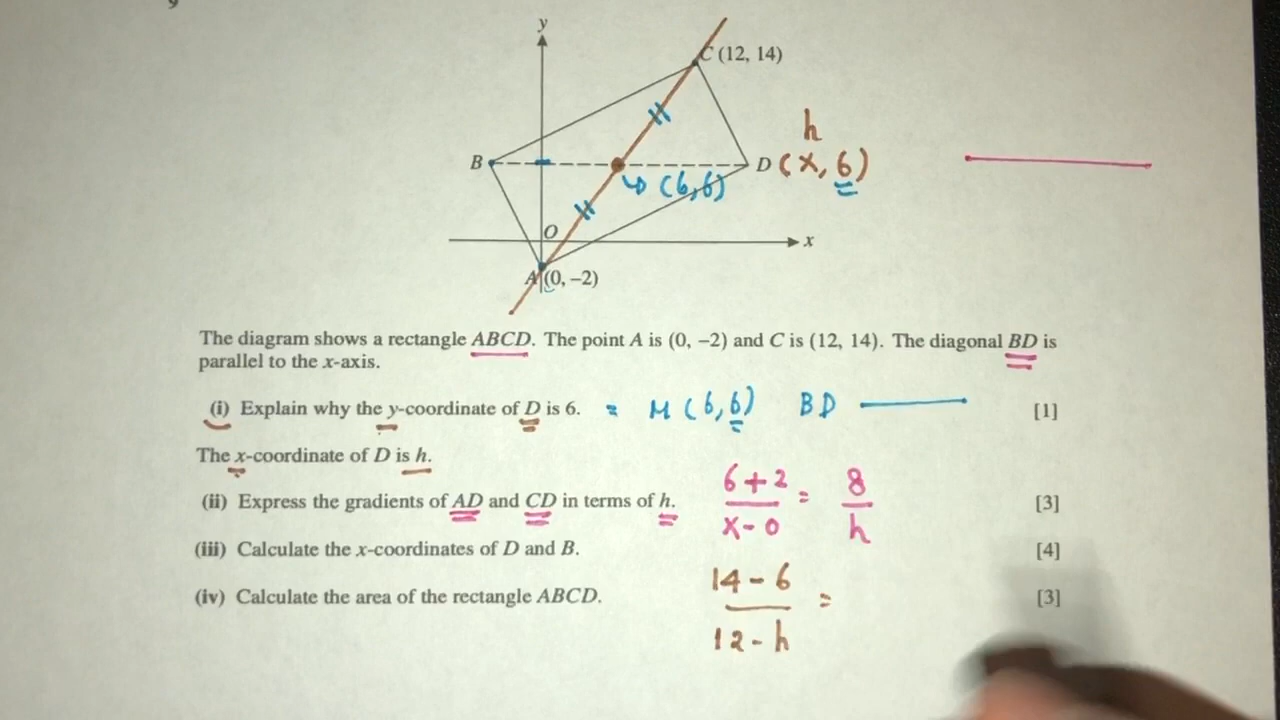 y
C (12, 14)
h
B
D (x, 6)
(6,6)
O
x
A (0, −2)
The diagram shows a rectangle ABCD. The point A is (0, −2) and C is (12, 14). The diagonal BD is
parallel to the x-axis.
(i) Explain why the y-coordinate of D is 6. = M (6,6) BD [1]
The x-coordinate of D is h.
(ii) Express the gradients of AD and CD in terms of h. [3]
6+2 / x-0 = 8 / h
(iii) Calculate the x-coordinates of D and B. [4]
(iv) Calculate the area of the rectangle ABCD. [3]
14-6 / 12-h =